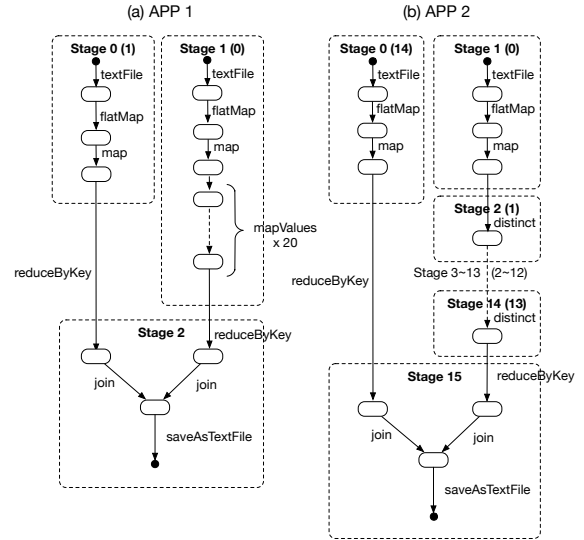 (a) APP 1
(b) APP 2
Stage 0 (1)
textFile
flatMap
map
reduceByKey
Stage 1 (0)
textFile
flatMap
map
mapValues
x 20
reduceByKey
Stage 2
join
join
saveAsTextFile
Stage 0 (14)
textFile
flatMap
map
reduceByKey
Stage 1 (0)
textFile
flatMap
map
Stage 2 (1)
distinct
Stage 3~13 (2~12)
Stage 14 (13)
distinct
reduceByKey
Stage 15
join
join
saveAsTextFile